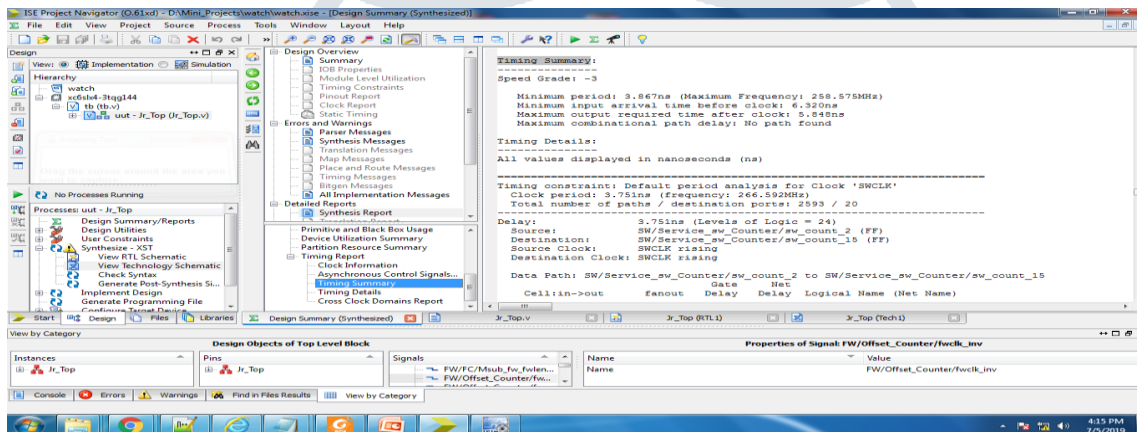 ISE Project Navigator (O.61xd) - D:\Mini_Projects\watch\watch.xise - [Design Summary (Synthesized)]
File Edit View Project Source Process Tools Window Layout Help
Design
View: Implementation Simulation
Hierarchy
watch
xc6slx4-3tqg144
tb (tb.v)
uut - Jr_Top (Jr_Top.v)
No Processes Running
Processes: uut - Jr_Top
Design Summary/Reports
Design Utilities
User Constraints
Synthesize - XST
View RTL Schematic
View Technology Schematic
Check Syntax
Generate Post-Synthesis Si...
Implement Design
Generate Programming File
Configure Target Device
Start Design Files Libraries
Design Overview
Summary
IOB Properties
Module Level Utilization
Timing Constraints
Pinout Report
Clock Report
Static Timing
Errors and Warnings
Parser Messages
Synthesis Messages
Translation Messages
Map Messages
Place and Route Messages
Timing Messages
Bitgen Messages
All Implementation Messages
Detailed Reports
Synthesis Report
Translation Report
Primitive and Black Box Usage
Device Utilization Summary
Partition Resource Summary
Timing Report
Clock Information
Asynchronous Control Signals...
Timing Summary
Timing Details
Cross Clock Domains Report
Timing Summary:
---------------
Speed Grade: -3
Minimum period: 3.867ns (Maximum Frequency: 258.575MHz)
Minimum input arrival time before clock: 6.320ns
Maximum output required time after clock: 5.848ns
Maximum combinational path delay: No path found
Timing Details:
---------------
All values displayed in nanoseconds (ns)
Timing constraint: Default period analysis for Clock 'SWCLK'
Clock period: 3.751ns (frequency: 266.592MHz)
Total number of paths / destination ports: 2593 / 20
Delay: 3.751ns (Levels of Logic = 24)
Source: SW/Service_sw_Counter/sw_count_2 (FF)
Destination: SW/Service_sw_Counter/sw_count_15 (FF)
Source Clock: SWCLK rising
Destination Clock: SWCLK rising
Data Path: SW/Service_sw_Counter/sw_count_2 to SW/Service_sw_Counter/sw_count_15
Gate Net
Cell:in->out fanout Delay Delay Logical Name (Net Name)
Design Summary (Synthesized) Jr_Top.v Jr_Top (RTL1) Jr_Top (Tech1)
View by Category
Design Objects of Top Level Block
Instances Pins Signals
Jr_Top Jr_Top FW/FC/Msub_fw_fwlen...
FW/Offset_Counter/fw...
Properties of Signal: FW/Offset_Counter/fwclk_inv
Name Value
Name FW/Offset_Counter/fwclk_inv
Console Errors Warnings Find in Files Results View by Category
4:15 PM
7/5/2019